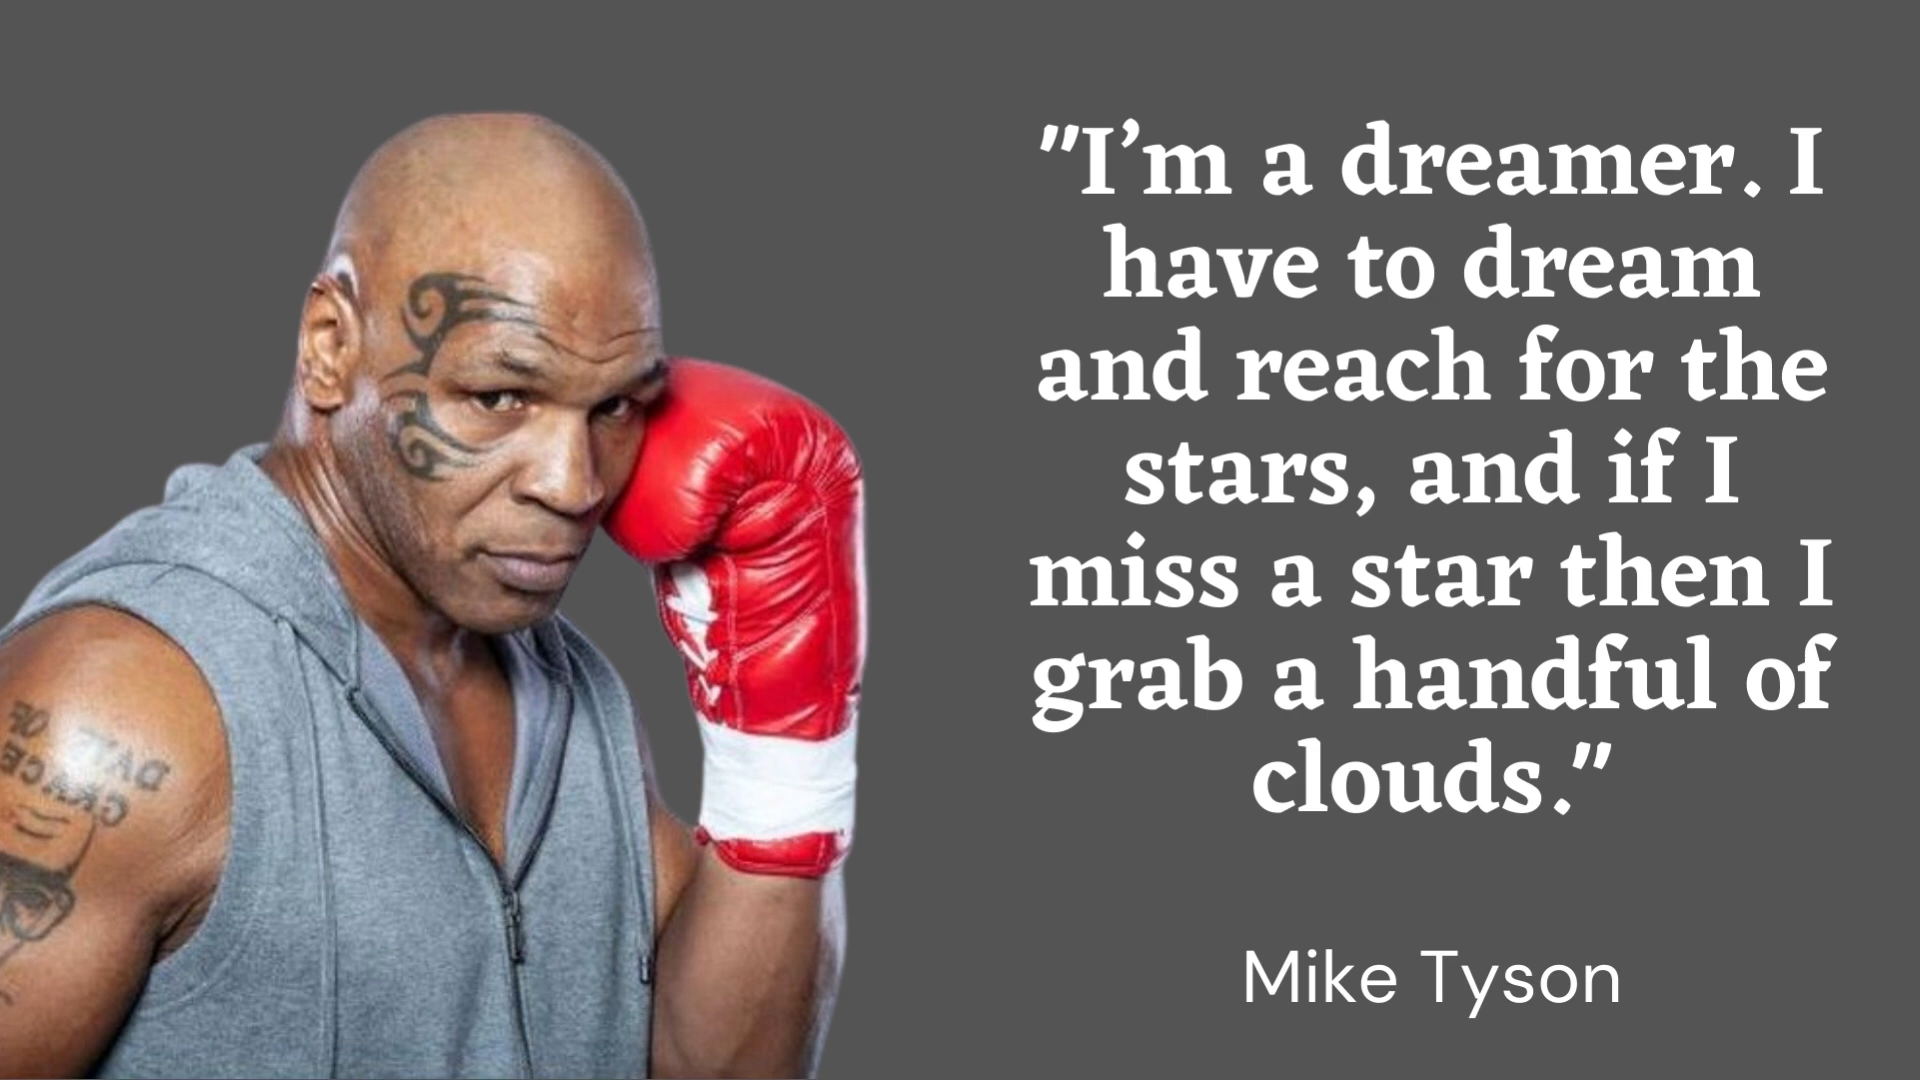 "I’m a dreamer. I
have to dream
and reach for the
stars, and if I
miss a star then I
grab a handful of
clouds."
Mike Tyson